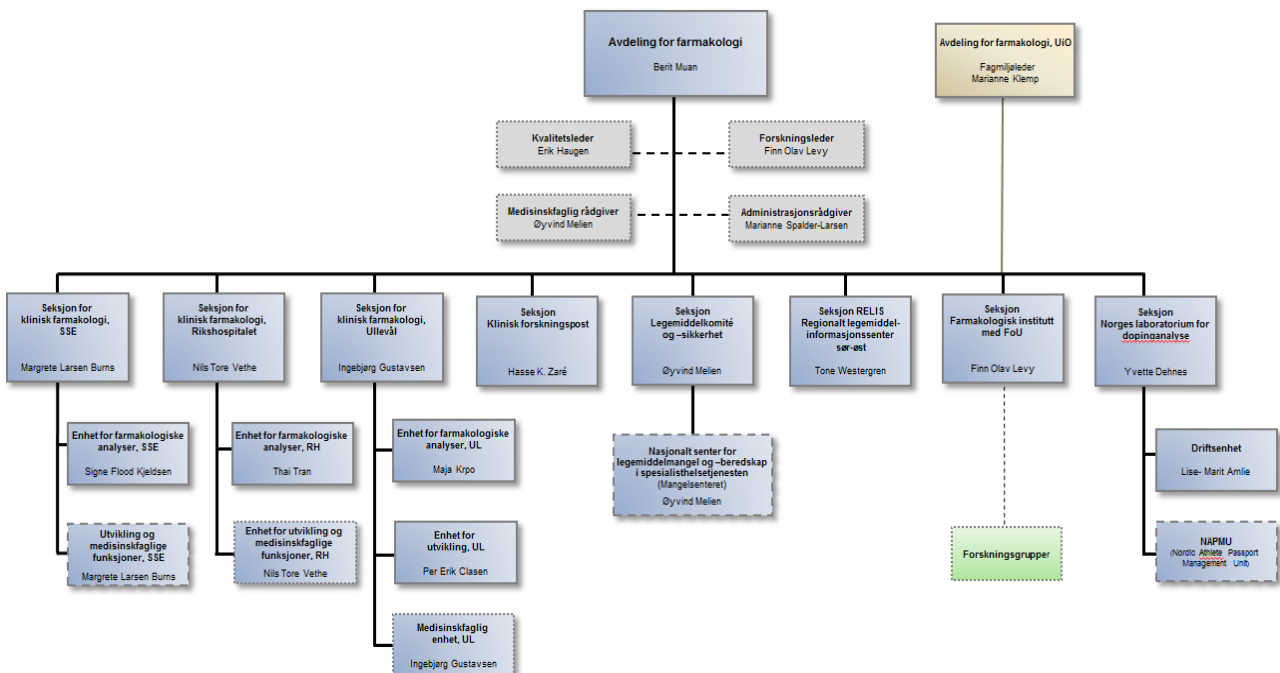 Avdeling for farmakologi
Berit Muan
Avdeling for farmakologi, UiO
Fagmiljøleder
Marianne Klemp
Kvalitetsleder
Erik Haugen
Forskningsleder
Finn Olav Levy
Medisinskfaglig rådgiver
Øyvind Melien
Administrasjonsrådgiver
Marianne Spalder-Larsen
Seksjon for
klinisk farmakologi,
SSE
Margrete Larsen Burns
Seksjon for
klinisk farmakologi,
Rikshospitalet
Nils Tore Vethe
Seksjon for
klinisk farmakologi,
Ullevål
Ingebjørg Gustavsen
Seksjon
Klinisk forskningspost
Hasse K. Zaré
Seksjon
Legemiddelkomité
og –sikkerhet
Øyvind Melien
Seksjon RELIS
Regionalt legemiddel-
informasjonssenter
sør-øst
Tone Westergren
Seksjon
Farmakologisk institutt
med FoU
Finn Olav Levy
Seksjon
Norges laboratorium for
dopinganalyse
Yvette Dehnes
Enhet for farmakologiske
analyser, SSE
Signe Flood Kjeldsen
Enhet for farmakologiske
analyser, RH
Thai Tran
Enhet for farmakologiske
analyser, UL
Maja Krpo
Nasjonalt senter for
legemiddelmangel og –beredskap
i spesialisthelsetjenesten
(Mangelsenteret)
Øyvind Melien
Driftsenhet
Lise- Marit Amlie
Utvikling og
medisinskfaglige
funksjoner, SSE
Margrete Larsen Burns
Enhet for utvikling og
medisinskfaglige
funksjoner, RH
Nils Tore Vethe
Enhet for
utvikling, UL
Per Erik Clasen
Forskningsgrupper
NAPMU
(Nordic Athlete Passport
Management Unit)
Medisinskfaglig
enhet, UL
Ingebjørg Gustavsen